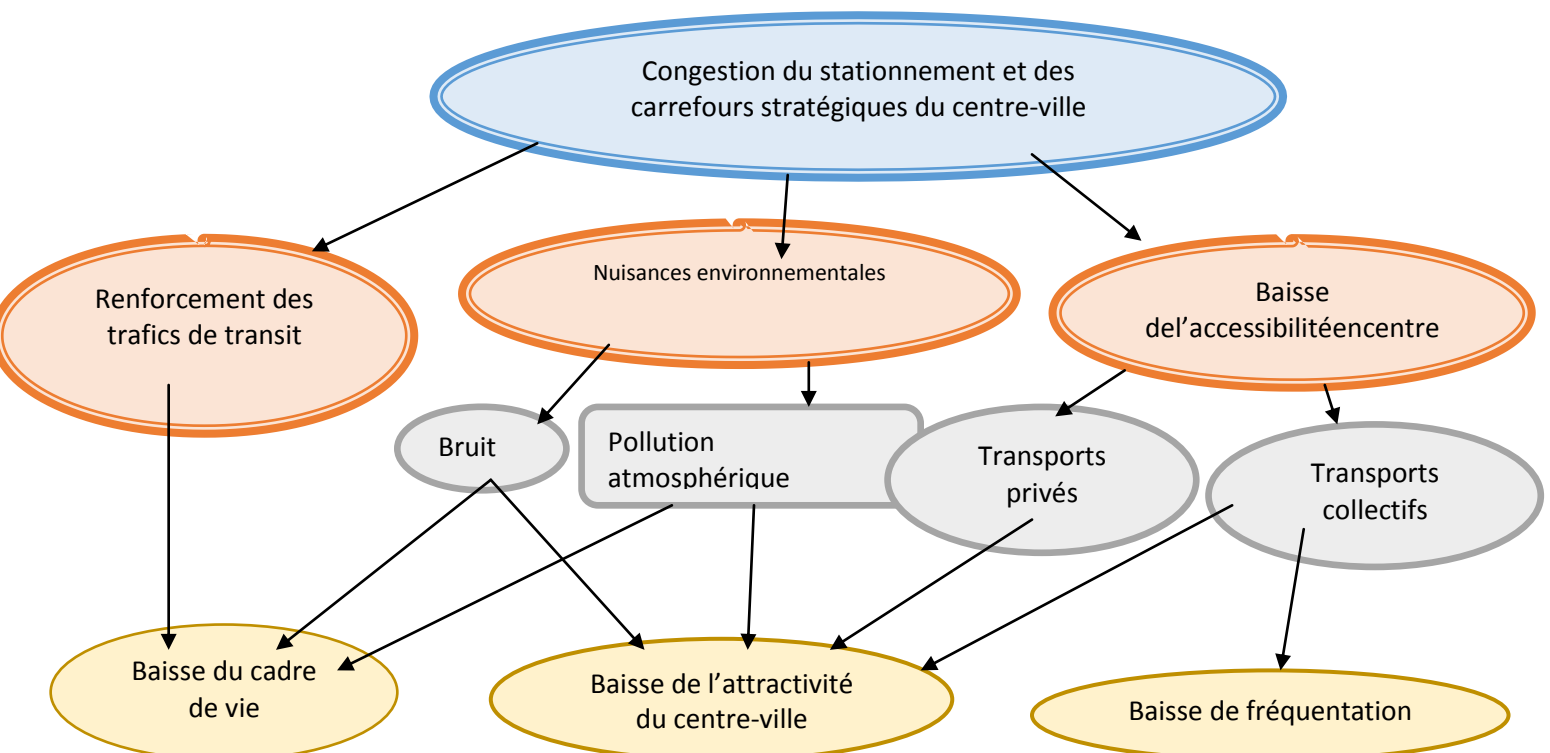 Congestion du stationnement et des
carrefours stratégiques du centre-ville
Renforcement des
trafics de transit
Nuisances environnementales
Baisse
del’accessibilitéencentre
Bruit
Pollution
atmosphérique
Transports
privés
Transports
collectifs
Baisse du cadre
de vie
Baisse de l’attractivité
du centre-ville
Baisse de fréquentation